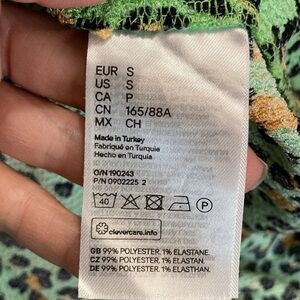 EUR S
US S
CA P
CN 165/88A
MX CH
Made in Turkey
Fabriqué en Turquie
Hecho en Turquía
O/N 190243
P/N 0902225 2
40 P
clevercare.info
GB 99% POLYESTER, 1% ELASTANE.
CZ 99% POLYESTER, 1% ELASTAN.
DE 99% POLYESTER, 1% ELASTHAN.